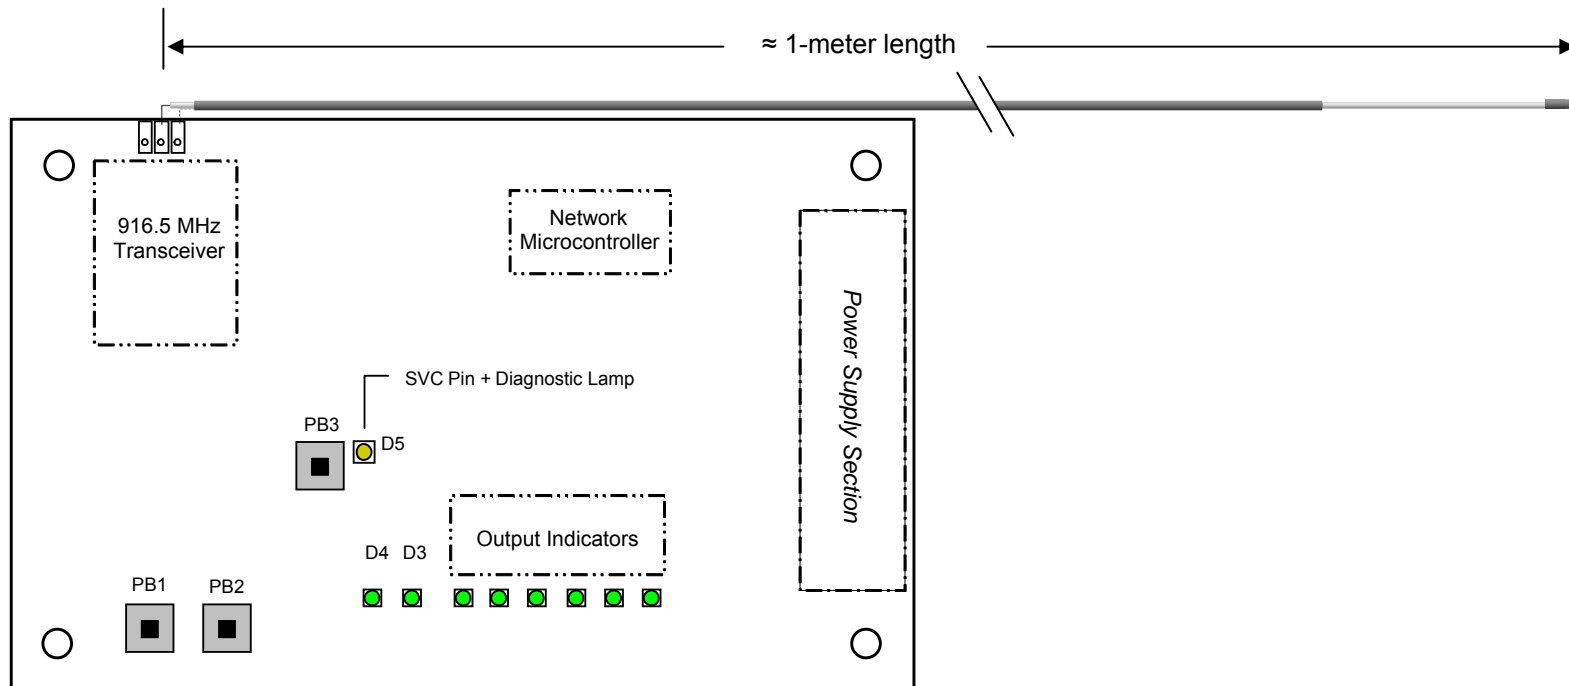 ≈ 1-meter length
916.5 MHz
Transceiver
Network
Microcontroller
Power Supply Section
SVC Pin + Diagnostic Lamp
PB3
D5
Output Indicators
D4 D3
PB1 PB2